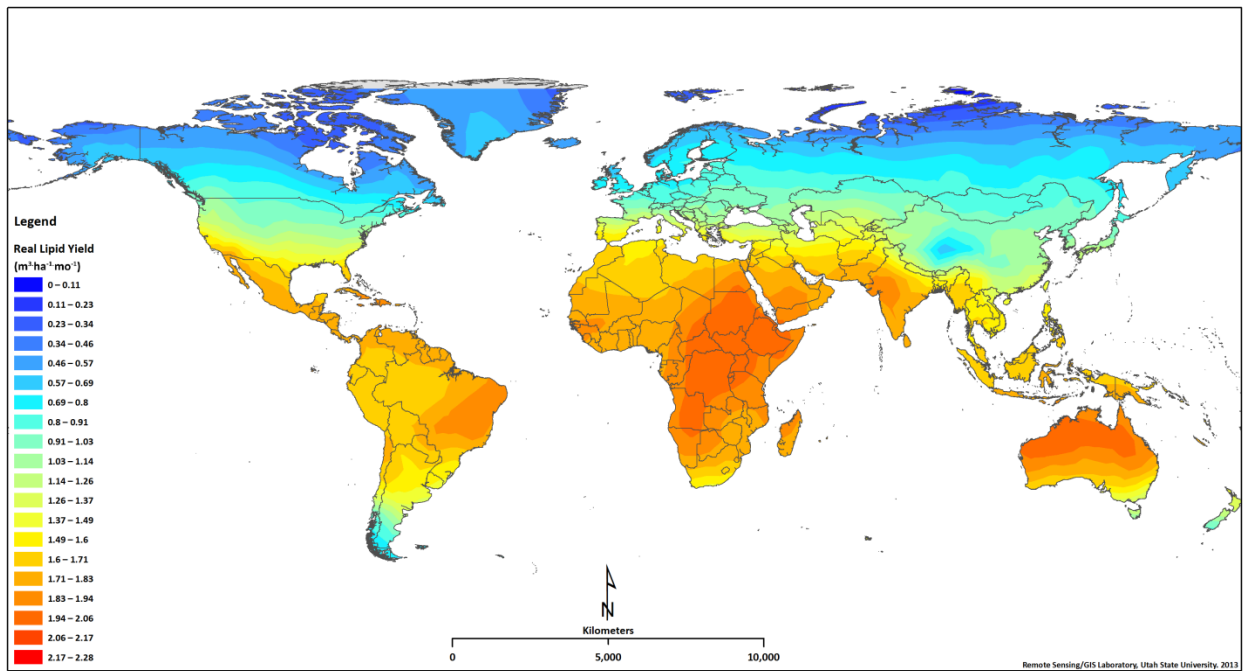 Legend
Real Lipid Yield
(m³·ha⁻¹·mo⁻¹)
0 – 0.11
0.11 – 0.23
0.23 – 0.34
0.34 – 0.46
0.46 – 0.57
0.57 – 0.69
0.69 – 0.8
0.8 – 0.91
0.91 – 1.03
1.03 – 1.14
1.14 – 1.26
1.26 – 1.37
1.37 – 1.49
1.49 – 1.6
1.6 – 1.71
1.71 – 1.83
1.83 – 1.94
1.94 – 2.06
2.06 – 2.17
2.17 – 2.28
N
Kilometers
0 5,000 10,000
Remote Sensing/GIS Laboratory, Utah State University. 2013